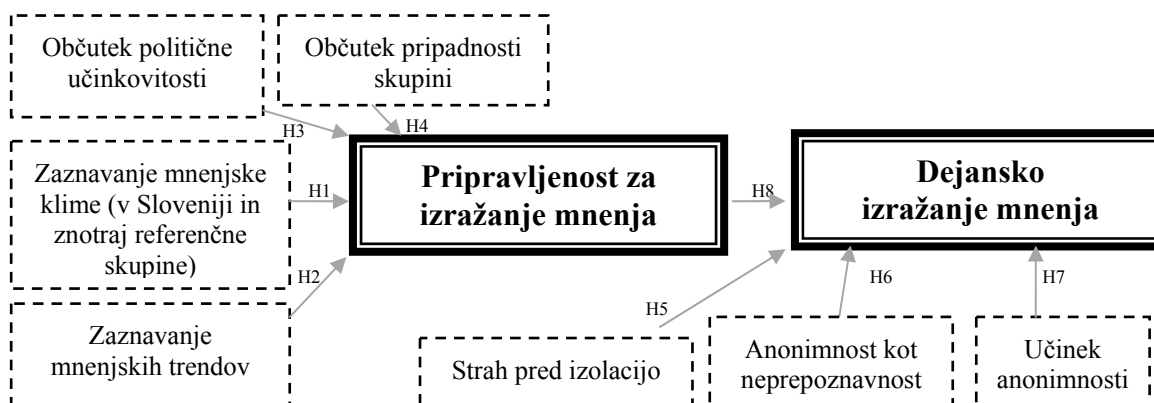 Občutek politične
učinkovitosti
Občutek pripadnosti
skupini
H3
H4
Zaznavanje mnenjske
klime (v Sloveniji in
znotraj referenčne
skupine)
H1
Pripravljenost za
izražanje mnenja
H8
Dejansko
izražanje mnenja
H2
H5
H6
H7
Zaznavanje
mnenjskih trendov
Strah pred izolacijo
Anonimnost kot
neprepoznavnost
Učinek
anonimnosti